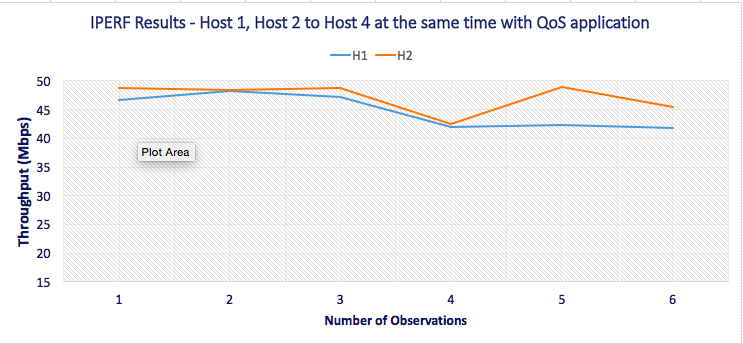 IPERF Results - Host 1, Host 2 to Host 4 at the same time with QoS application
H1 H2
50
45
40
35
30
25
20
15
Throughput (Mbps)
Plot Area
1 2 3 4 5 6
Number of Observations